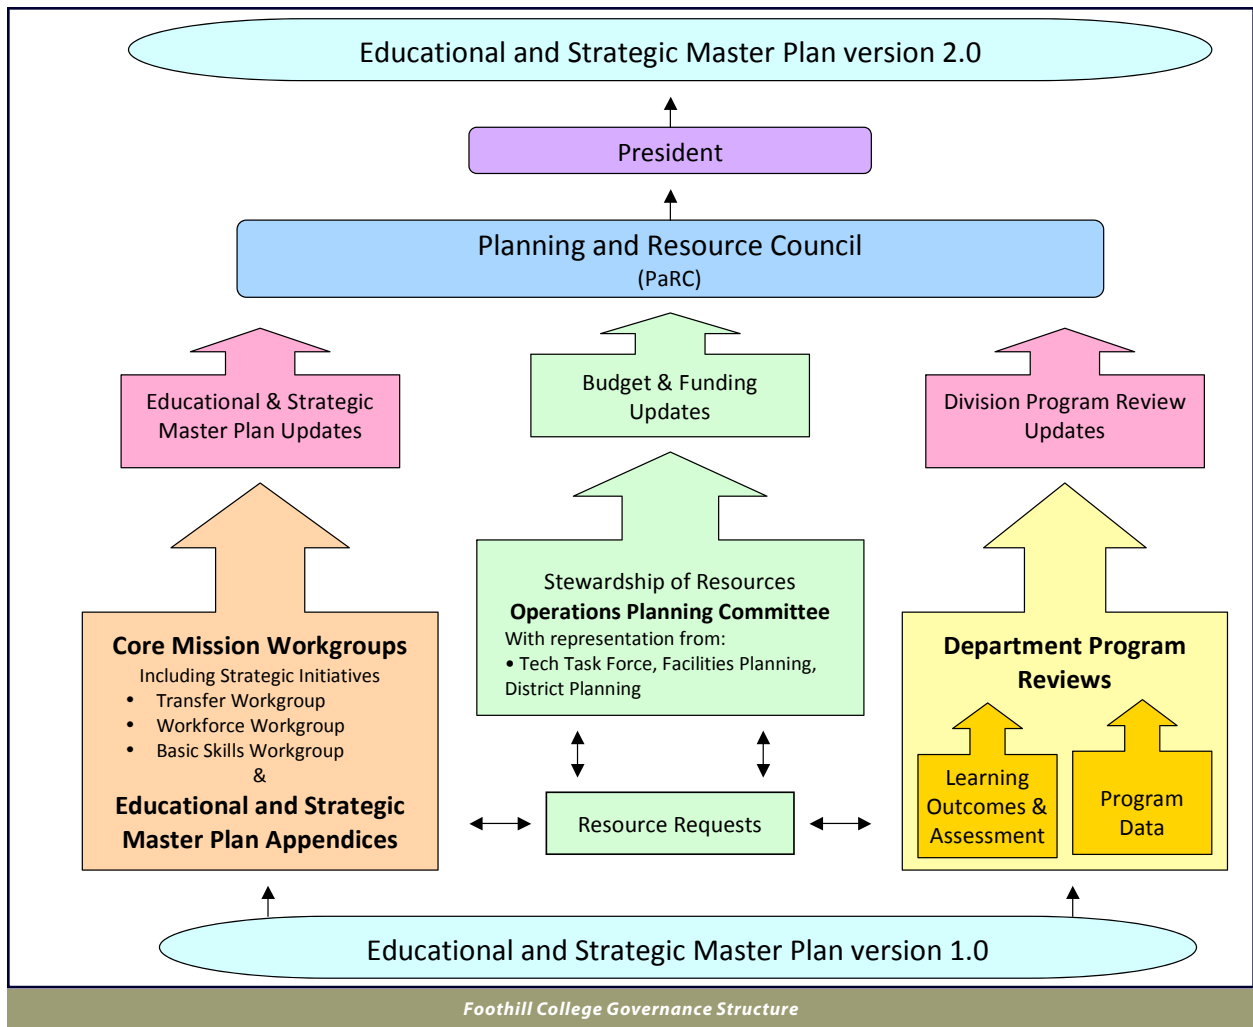 Educational and Strategic Master Plan version 2.0
President
Planning and Resource Council
(PaRC)
Educational & Strategic
Master Plan Updates
Budget & Funding
Updates
Division Program Review
Updates
Core Mission Workgroups
Including Strategic Initiatives
• Transfer Workgroup
• Workforce Workgroup
• Basic Skills Workgroup
&
Educational and Strategic
Master Plan Appendices
Stewardship of Resources
Operations Planning Committee
With representation from:
• Tech Task Force, Facilities Planning,
District Planning
Resource Requests
Department Program
Reviews
Learning
Outcomes &
Assessment
Program
Data
Educational and Strategic Master Plan version 1.0
Foothill College Governance Structure